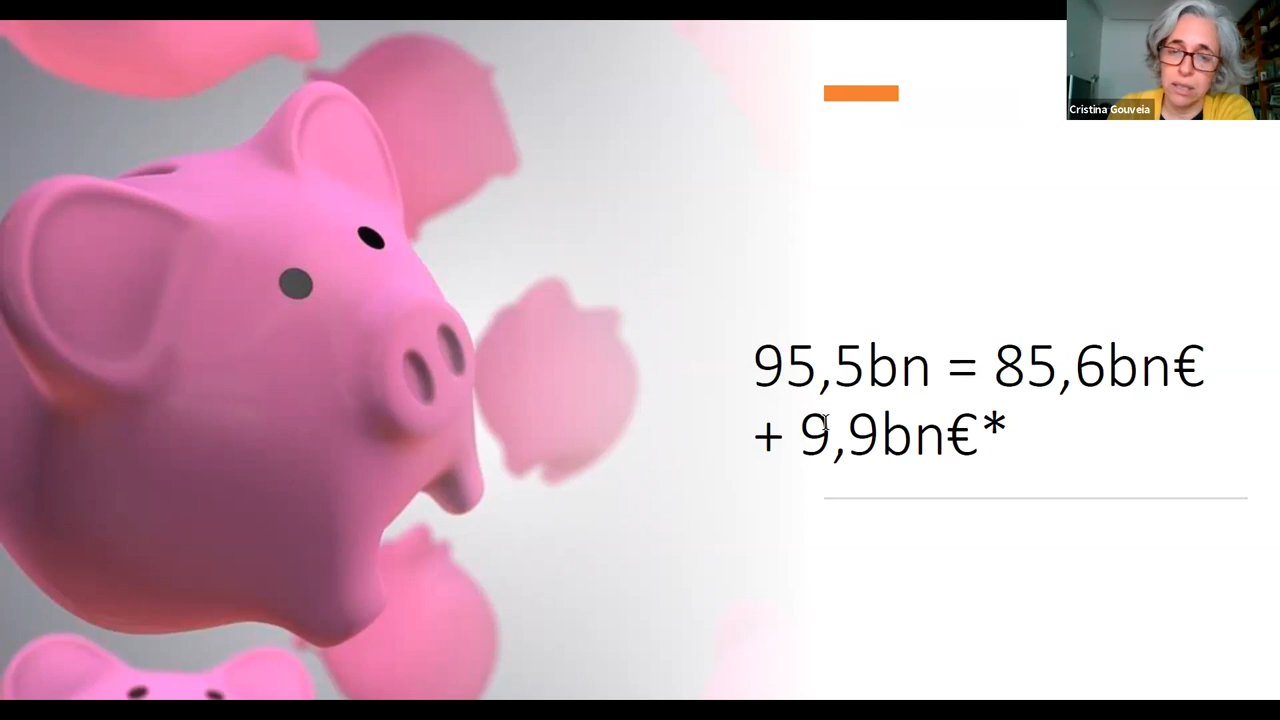 Cristina Gouveia
95,5bn = 85,6bn€
+ 9,9bn€*